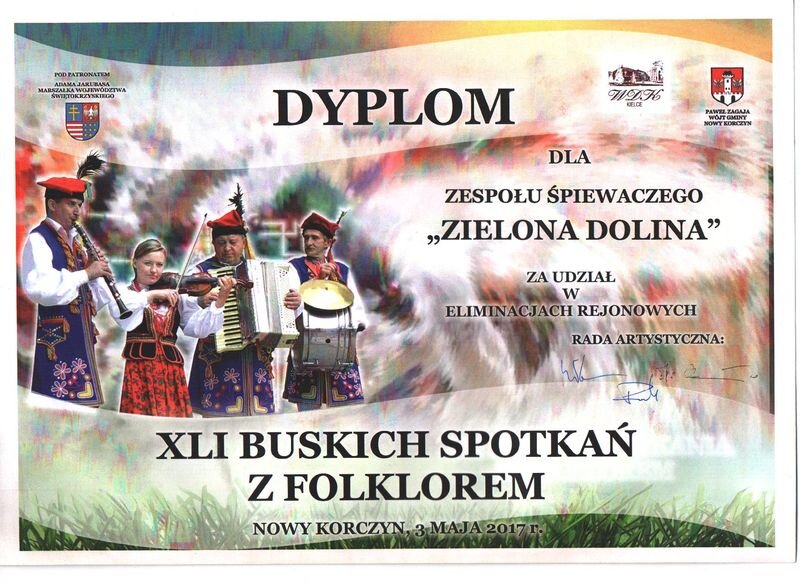 POD PATRONATEM
ADAMA JARUBASA
MARSZAŁKA WOJEWÓDZTWA
ŚWIĘTOKRZYSKIEGO
DYPLOM
WDK
KIELCE
PAWEŁ ZAGAJA
WÓJT GMINY
NOWY KORCZYN
DLA
ZESPOŁU ŚPIEWACZEGO
„ZIELONA DOLINA”
ZA UDZIAŁ
W
ELIMINACJACH REJONOWYCH
RADA ARTYSTYCZNA:
XLI BUSKICH SPOTKAŃ
Z FOLKLOREM
NOWY KORCZYN, 3 MAJA 2017 r.